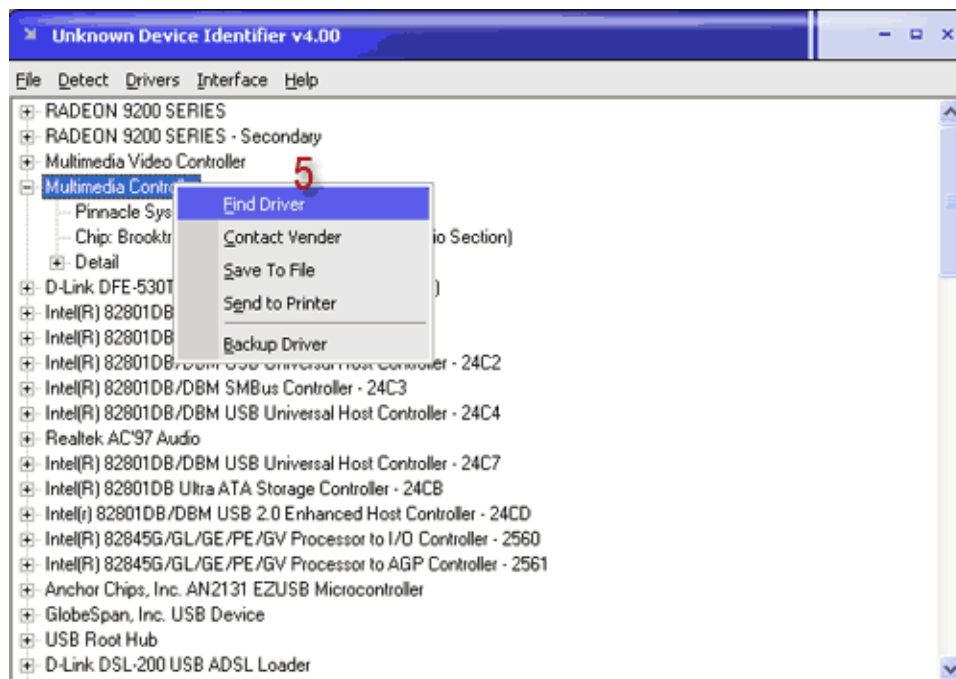 Unknown Device Identifier v4.00
File Detect Drivers Interface Help
RADEON 9200 SERIES
RADEON 9200 SERIES - Secondary
Multimedia Video Controller
5
Multimedia
Find Driver
Pinnacle
Contact Vender
Chip: io Section)
Save To File
Detail
Send to Printer
D-Link )
Backup Driver
Intel(R) 82801DB
Intel(R) 82801DB
Intel(R) 82801DB/DBM USB Universal Host Controller - 24C2
Intel(R) 82801DB/DBM SMBus Controller - 24C3
Intel(R) 82801DB/DBM USB Universal Host Controller - 24C4
Realtek AC'97 Audio
Intel(R) 82801DB/DBM USB Universal Host Controller - 24C7
Intel(R) 82801DB Ultra ATA Storage Controller - 24CB
Intel(r) 82801DB/DBM USB 2.0 Enhanced Host Controller - 24CD
Intel(R) 82845G/GL/GE/PE/GV Processor to I/O Controller - 2560
Intel(R) 82845G/GL/GE/PE/GV Processor to AGP Controller - 2561
Anchor Chips, Inc. AN2131 EZUSB Microcontroller
GlobeSpan, Inc. USB Device
USB Root Hub
D-Link DSL-200 USB ADSL Loader